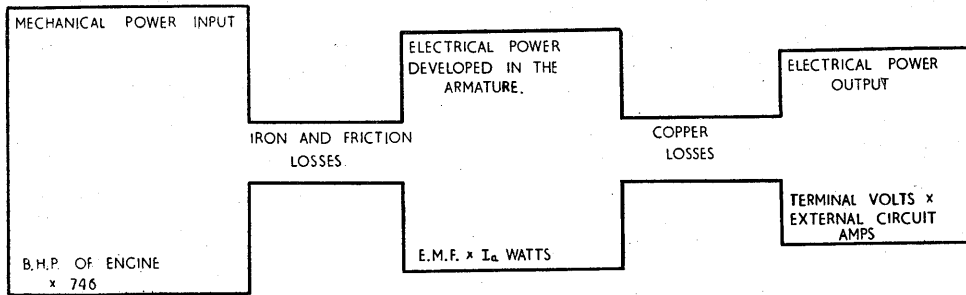 MECHANICAL POWER INPUT
B.H.P. OF ENGINE
× 746
IRON AND FRICTION
LOSSES
ELECTRICAL POWER
DEVELOPED IN THE
ARMATURE.
E.M.F. × Ia WATTS
COPPER
LOSSES
ELECTRICAL POWER
OUTPUT
TERMINAL VOLTS ×
EXTERNAL CIRCUIT
AMPS